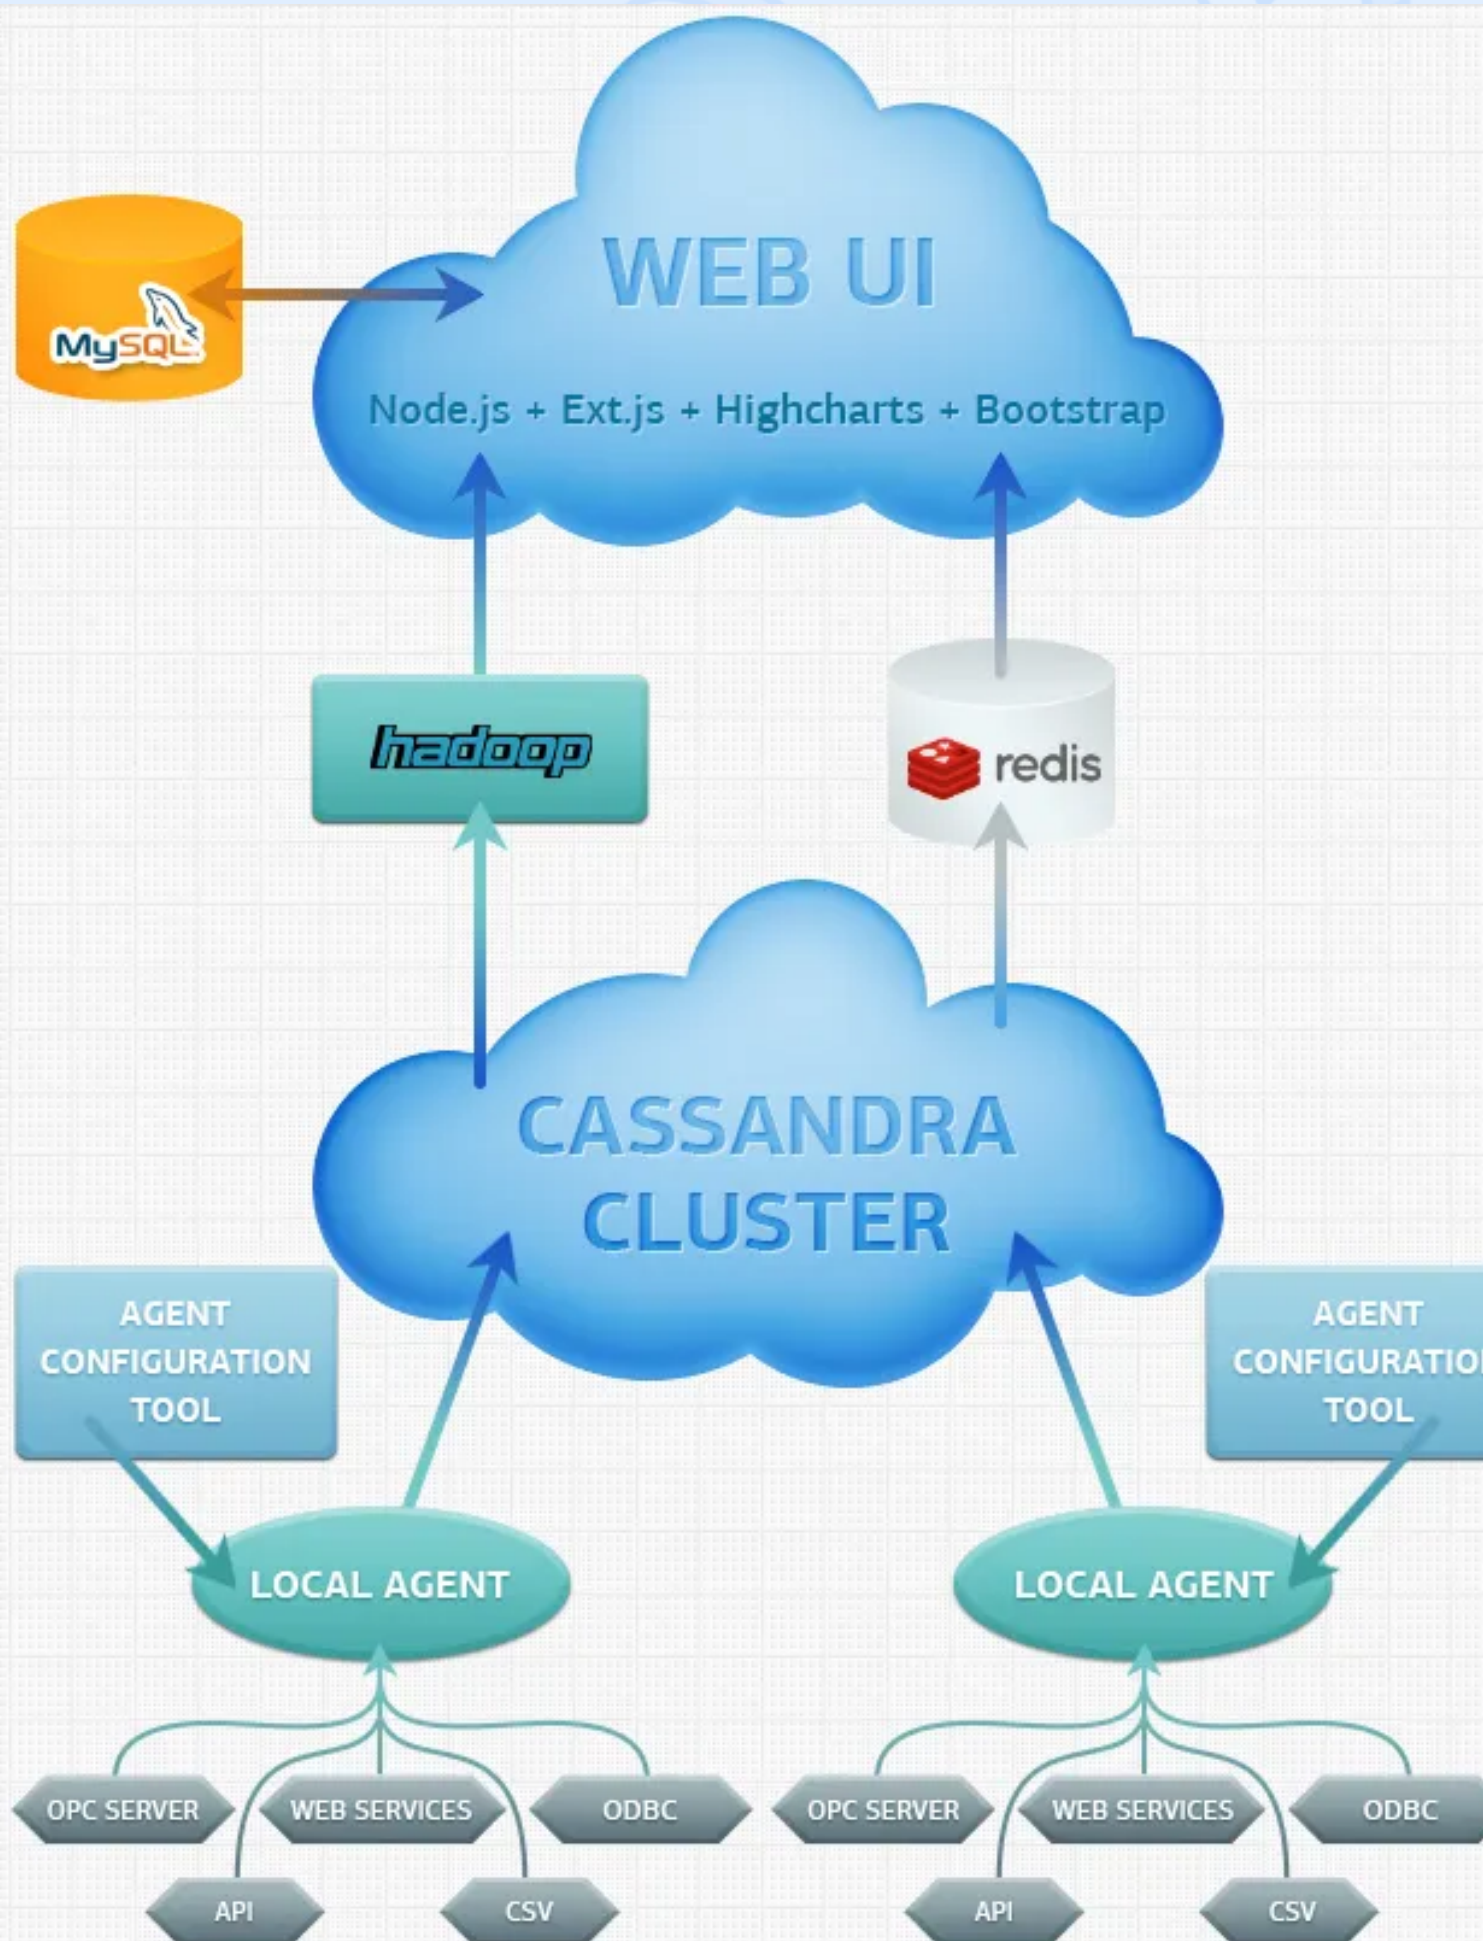 WEB UI
MySQL
Node.js + Ext.js + Highcharts + Bootstrap
hadoop
redis
CASSANDRA
CLUSTER
AGENT
CONFIGURATION
TOOL
AGENT
CONFIGURATIO
TOOL
LOCAL AGENT
LOCAL AGENT
OPC SERVER
WEB SERVICES
ODBC
OPC SERVER
WEB SERVICES
ODBC
API
CSV
API
CSV